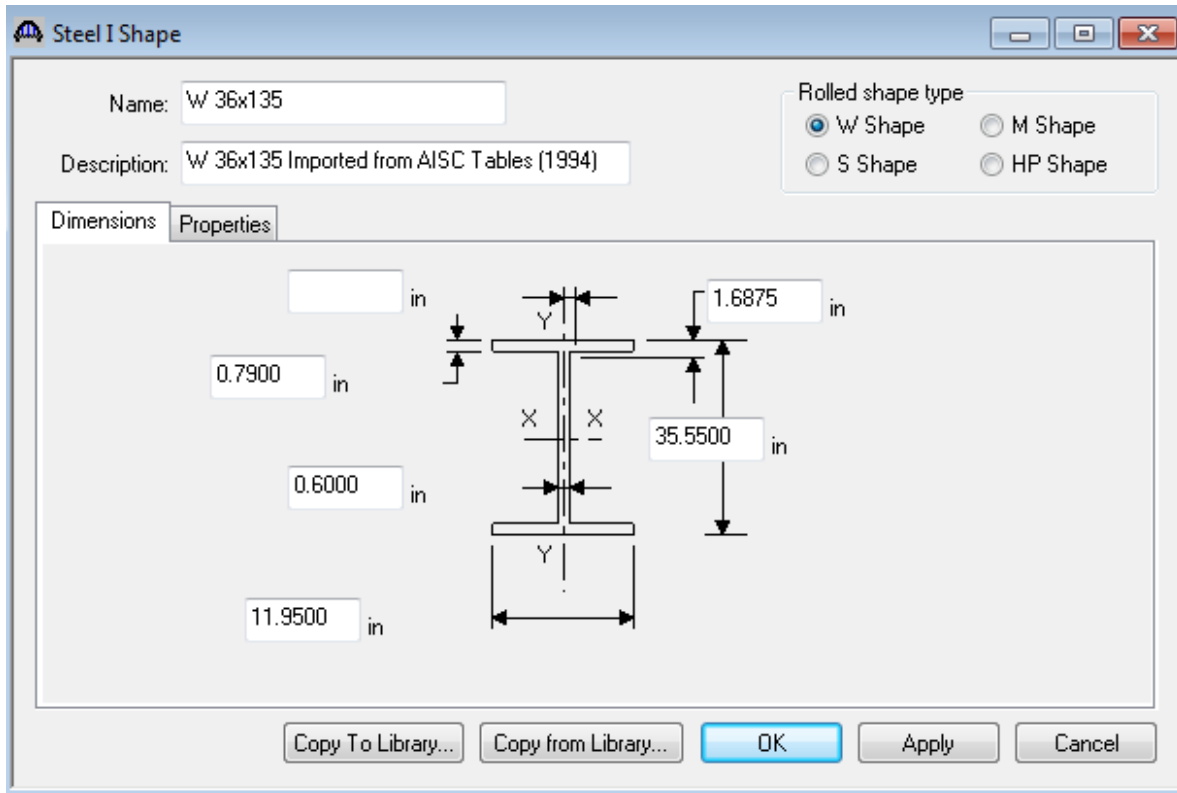 Steel I Shape
Name: W 36x135
Description: W 36x135 Imported from AISC Tables (1994)
Rolled shape type
W Shape M Shape
S Shape HP Shape
Dimensions Properties
in
1.6875 in
Y
0.7900 in
X X
35.5500 in
0.6000 in
Y
11.9500 in
Copy To Library... Copy from Library... OK Apply Cancel